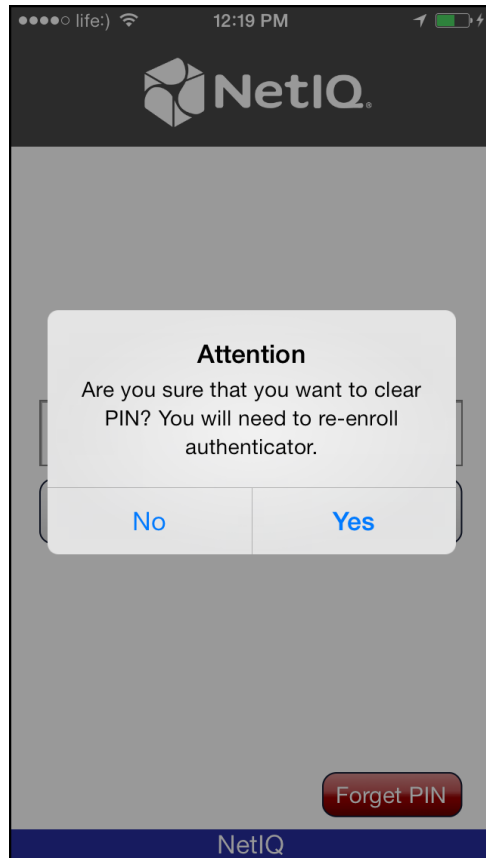 life:) 12:19 PM
NetIQ.
Attention
Are you sure that you want to clear
PIN? You will need to re-enroll
authenticator.
No Yes
Forget PIN
NetIQ